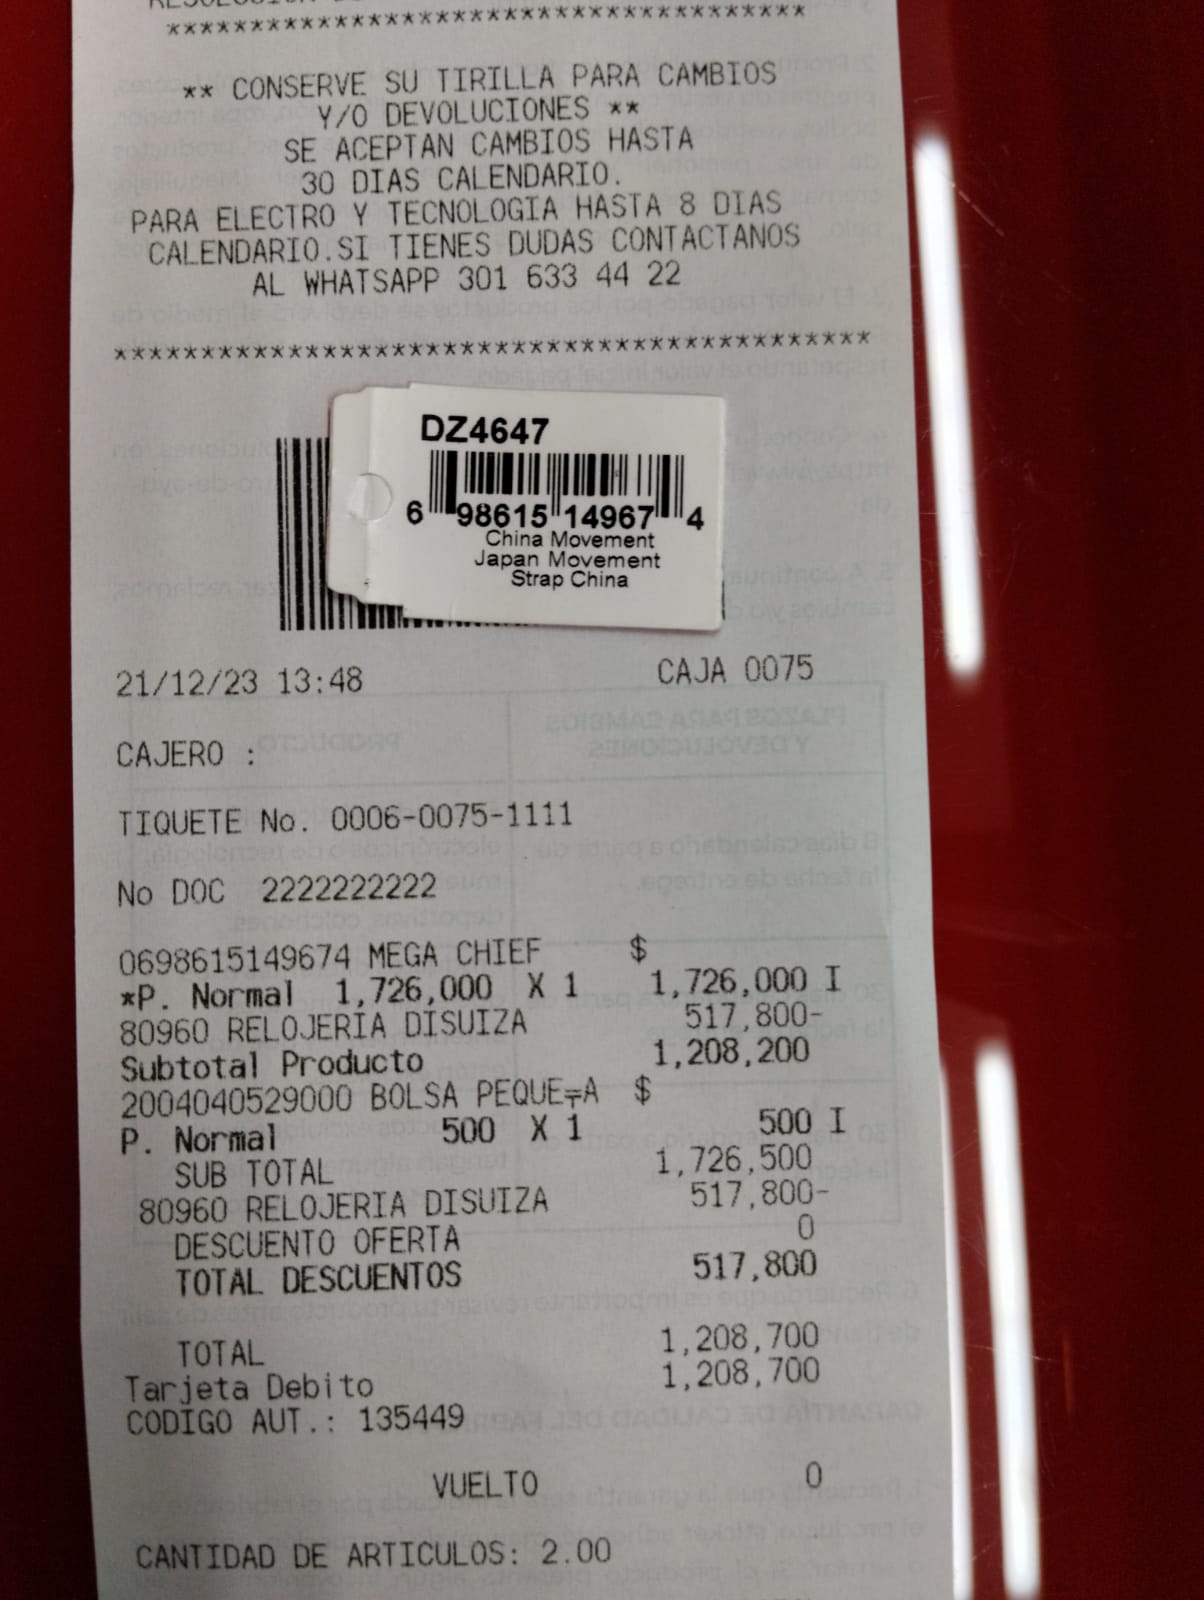 ****************************************
** CONSERVE SU TIRILLA PARA CAMBIOS
Y/O DEVOLUCIONES **
SE ACEPTAN CAMBIOS HASTA
30 DIAS CALENDARIO.
PARA ELECTRO Y TECNOLOGIA HASTA 8 DIAS
CALENDARIO.SI TIENES DUDAS CONTACTANOS
AL WHATSAPP 301 633 44 22
********************************************
DZ4647
6 98615 14967 4
China Movement
Japan Movement
Strap China
21/12/23 13:48 CAJA 0075
CAJERO :
TIQUETE No. 0006-0075-1111
No DOC 2222222222
0698615149674 MEGA CHIEF $
*P. Normal 1,726,000 X 1 1,726,000 I
80960 RELOJERIA DISUIZA 517,800-
Subtotal Producto 1,208,200
2004040529000 BOLSA PEQUE╤A $
P. Normal 500 X 1 500 I
SUB TOTAL 1,726,500
80960 RELOJERIA DISUIZA 517,800-
DESCUENTO OFERTA 0
TOTAL DESCUENTOS 517,800
TOTAL 1,208,700
Tarjeta Debito 1,208,700
CODIGO AUT.: 135449
VUELTO 0
CANTIDAD DE ARTICULOS: 2.00